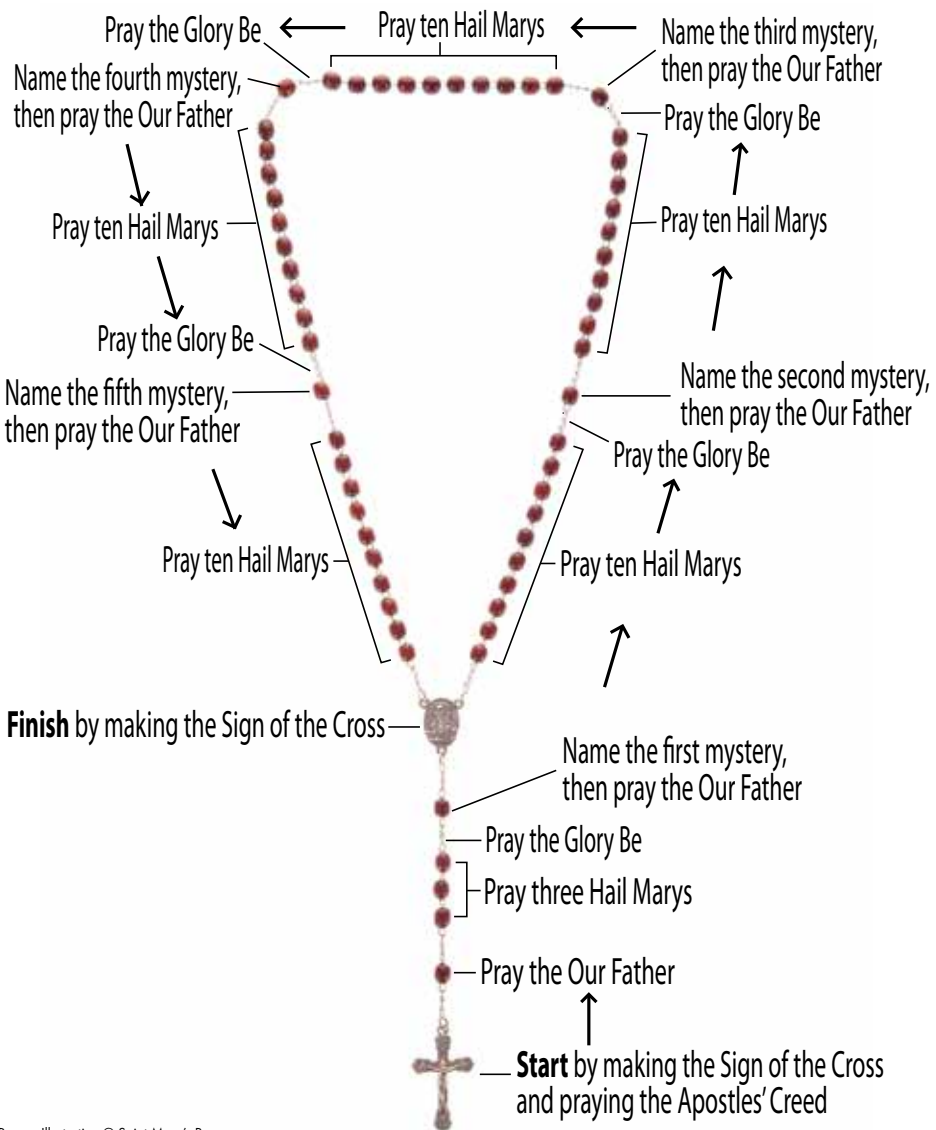 Pray the Glory Be
Pray ten Hail Marys
Name the third mystery,
then pray the Our Father
Name the fourth mystery,
then pray the Our Father
Pray the Glory Be
Pray ten Hail Marys
Pray ten Hail Marys
Pray the Glory Be
Name the fifth mystery,
then pray the Our Father
Name the second mystery,
then pray the Our Father
Pray the Glory Be
Pray ten Hail Marys
Pray ten Hail Marys
Finish by making the Sign of the Cross
Name the first mystery,
then pray the Our Father
Pray the Glory Be
Pray three Hail Marys
Pray the Our Father
Start by making the Sign of the Cross
and praying the Apostles’ Creed